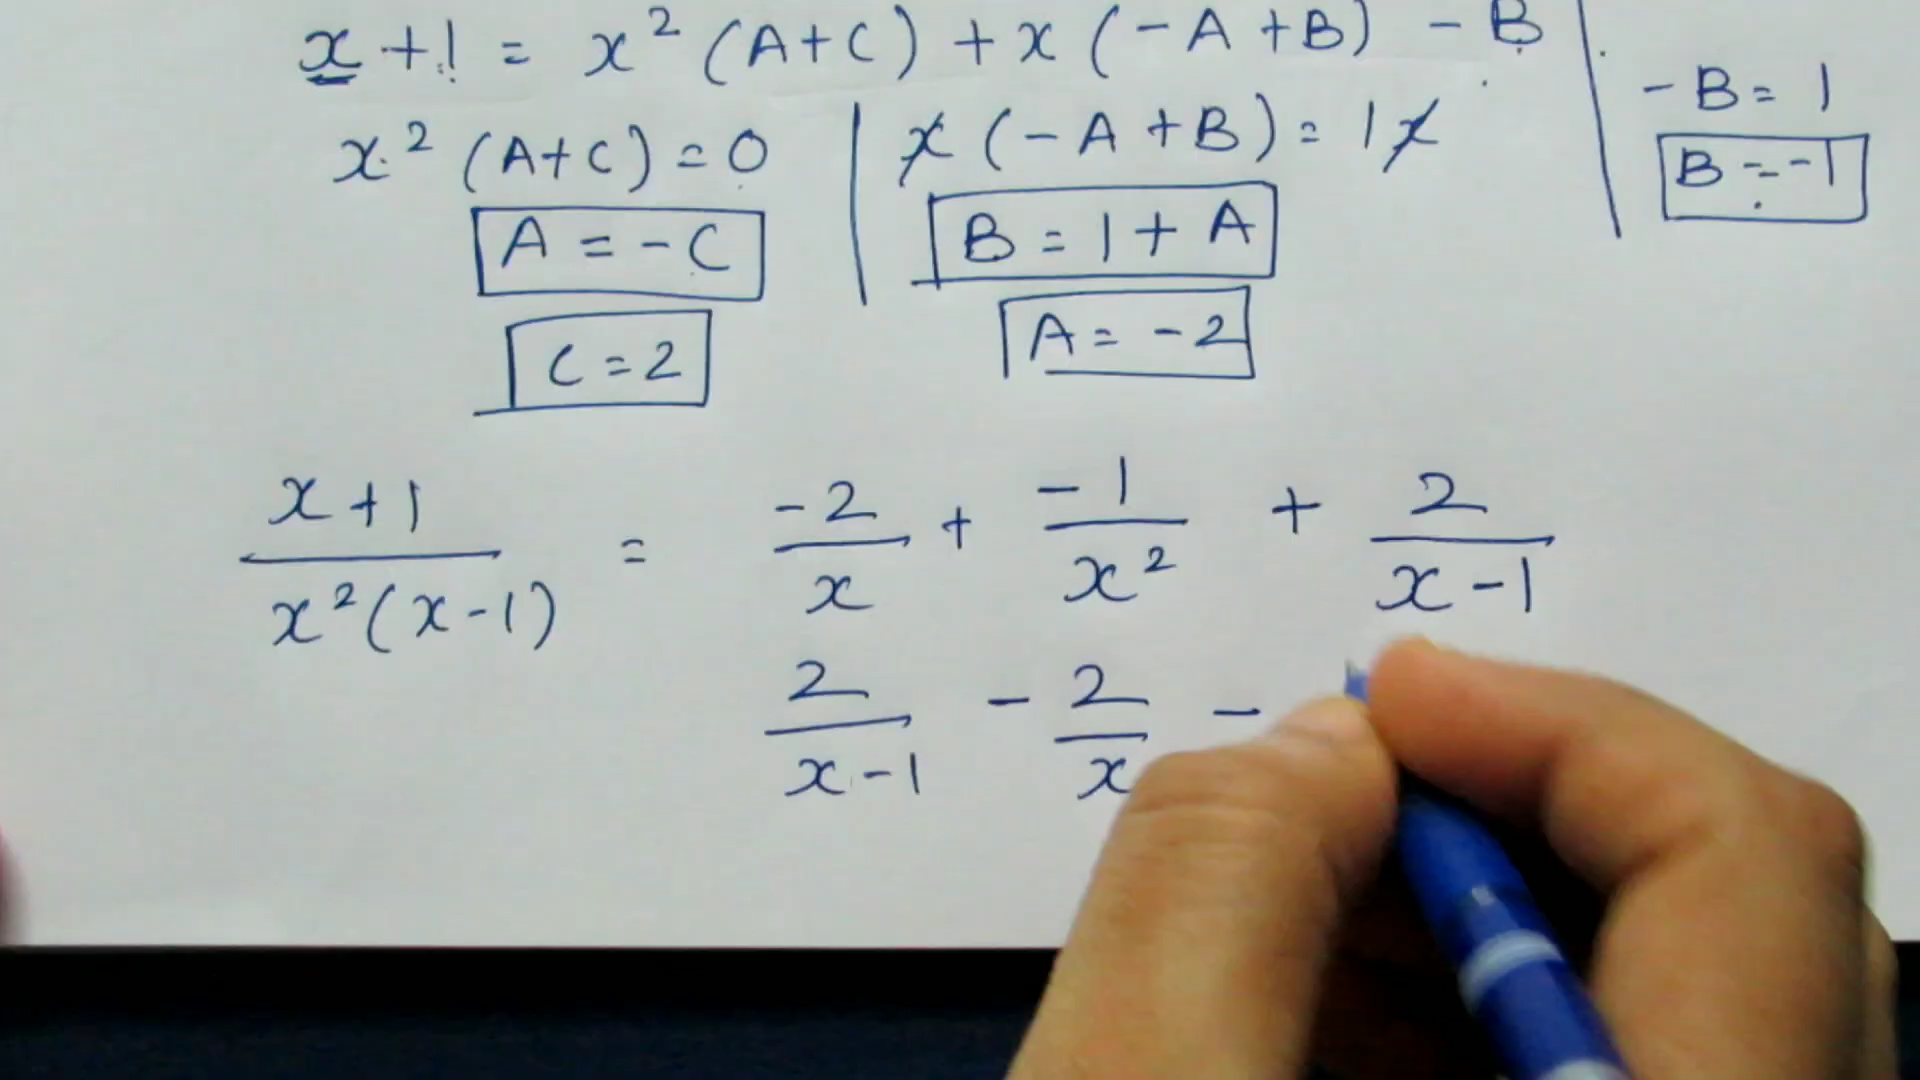 x + 1 = x² (A+C) + x (-A + B) - B
x² (A+C) = 0
x (-A + B) = 1x
-B = 1
B = -1
A = -C
B = 1 + A
C = 2
A = -2
x+1 / x²(x-1) = -2/x + -1/x² + 2/x-1
2/x-1 - 2/x -